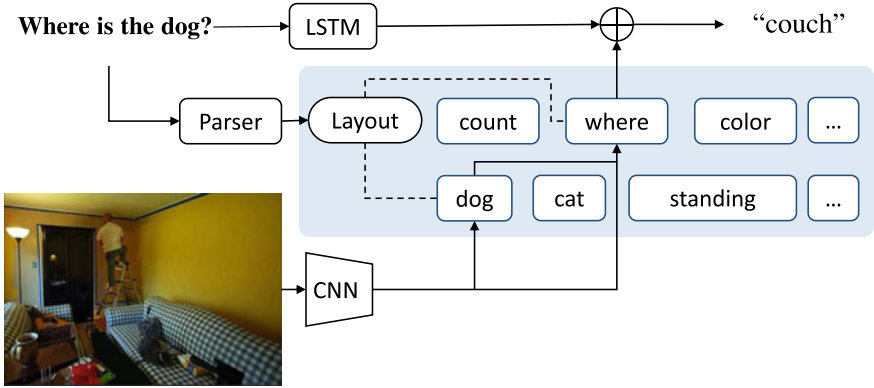 Where is the dog?
LSTM
“couch”
Parser
Layout
count
where
color
...
dog
cat
standing
...
CNN